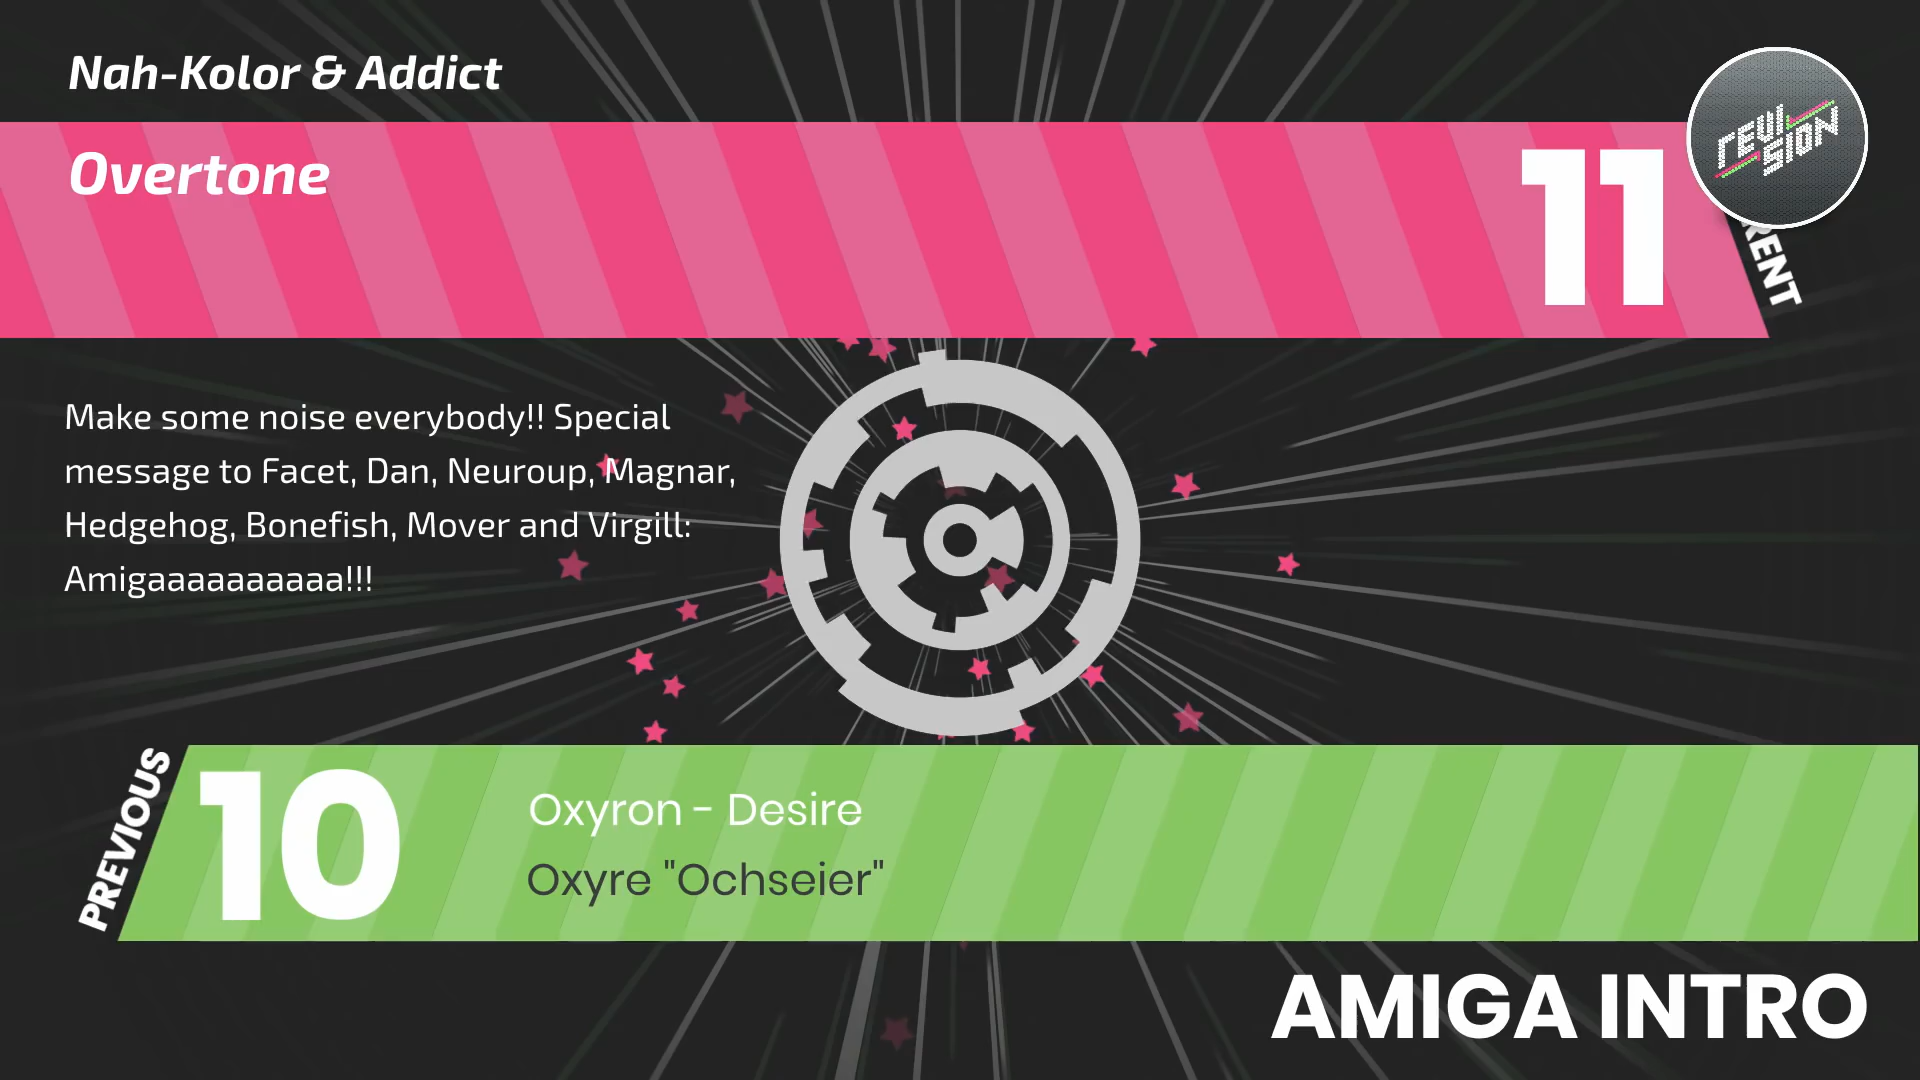 Nah-Kolor & Addict
Overtone
11
REVISION
RENT
Make some noise everybody!! Special
message to Facet, Dan, Neuroup, Magnar,
Hedgehog, Bonefish, Mover and Virgill:
Amigaaaaaaaaaa!!!
PREVIOUS
10
Oxyron - Desire
Oxyre "Ochseier"
AMIGA INTRO